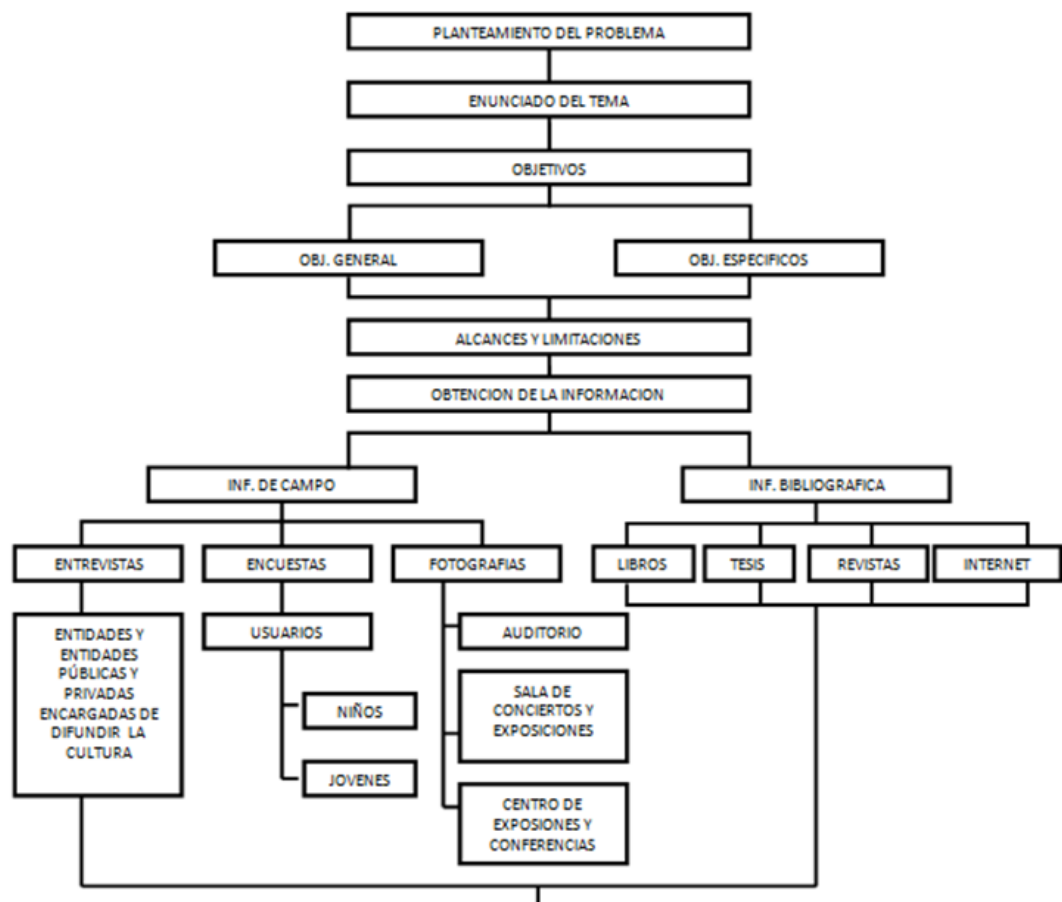 PLANTEAMIENTO DEL PROBLEMA
ENUNCIADO DEL TEMA
OBJETIVOS
OBJ. GENERAL
OBJ. ESPECIFICOS
ALCANCES Y LIMITACIONES
OBTENCION DE LA INFORMACION
INF. DE CAMPO
INF. BIBLIOGRAFICA
ENTREVISTAS
ENCUESTAS
FOTOGRAFIAS
LIBROS
TESIS
REVISTAS
INTERNET
ENTIDADES Y
ENTIDADES
PÚBLICAS Y
PRIVADAS
ENCARGADAS DE
DIFUNDIR LA
CULTURA
USUARIOS
NIÑOS
JOVENES
AUDITORIO
SALA DE
CONCIERTOS Y
EXPOSICIONES
CENTRO DE
EXPOSIONES Y
CONFERENCIAS